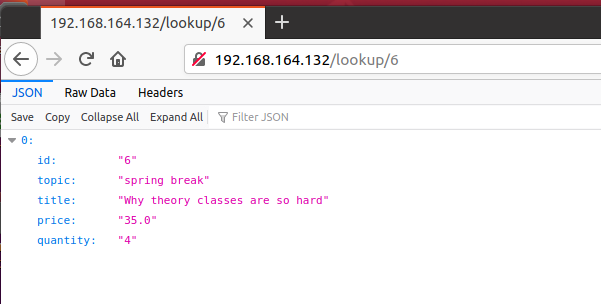 192.168.164.132/lookup/6
192.168.164.132/lookup/6
JSON Raw Data Headers
Save Copy Collapse All Expand All Filter JSON
0:
id: "6"
topic: "spring break"
title: "Why theory classes are so hard"
price: "35.0"
quantity: "4"